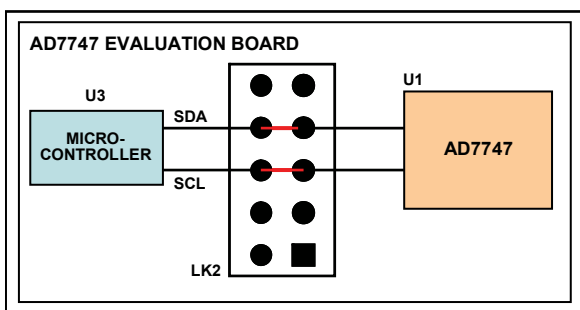 AD7747 EVALUATION BOARD
U3
U1
SDA
MICRO-
CONTROLLER
AD7747
SCL
LK2